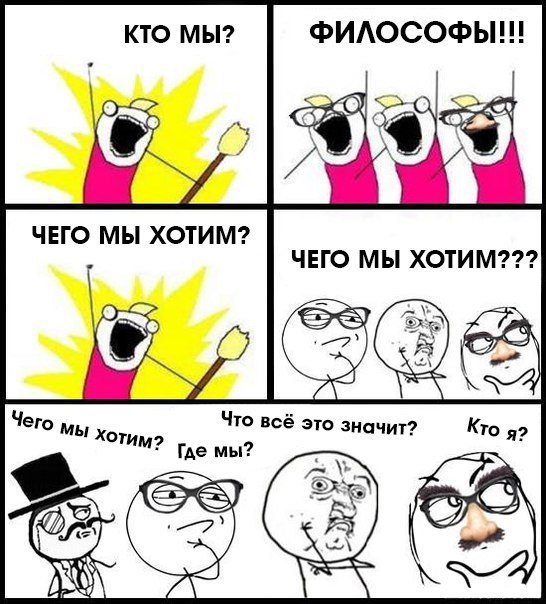 КТО МЫ?
ФИЛОСОФЫ!!!
ЧЕГО МЫ ХОТИМ?
ЧЕГО МЫ ХОТИМ???
Чего мы хотим?
Где мы?
Что всё это значит?
Кто я?